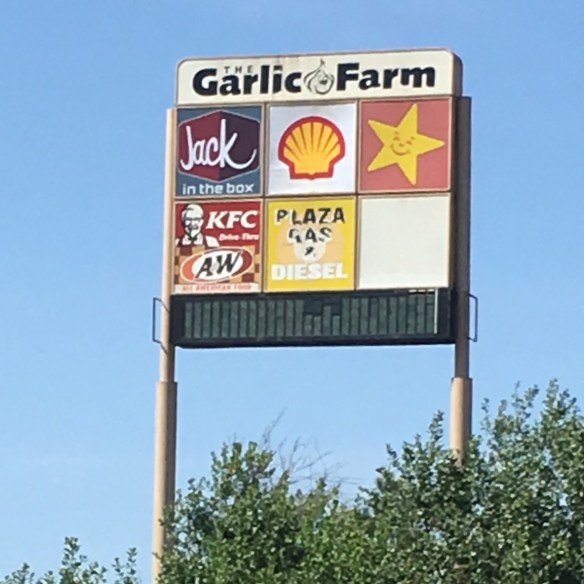 THE
Garlic Farm
Jack
in the box
KFC
Drive-Thru
A&W
ALL AMERICAN FOOD
PLAZA
GAS
&
DIESEL